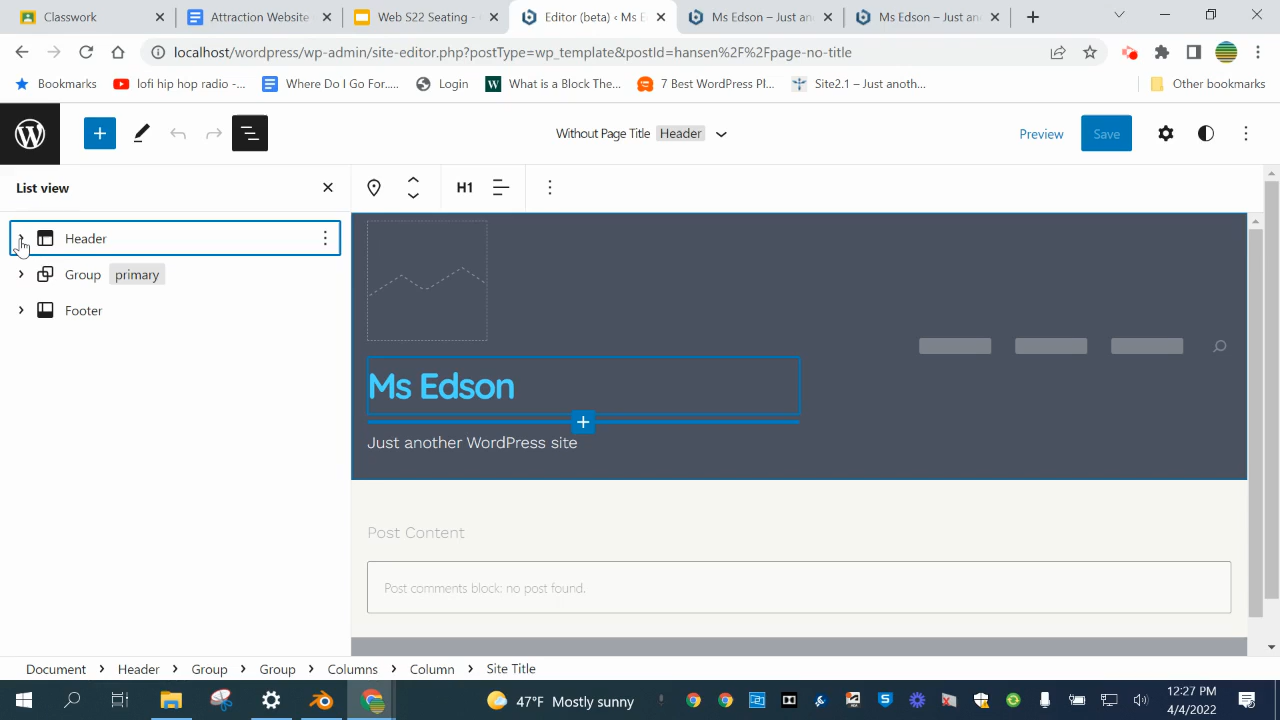 Classwork
Attraction Website
Web S22 Seating -
Editor (beta) ‹ Ms E
Ms Edson – Just an
Ms Edson – Just an
localhost/wordpress/wp-admin/site-editor.php?postType=wp_template&postId=hansen%2F%2Fpage-no-title
Bookmarks
lofi hip hop radio -...
Where Do I Go For....
Login
What is a Block The...
7 Best WordPress Pl...
Site2.1 – Just anoth...
Other bookmarks
Without Page Title Header
Preview
Save
List view
H1
Header
Group primary
Footer
Ms Edson
Just another WordPress site
Post Content
Post comments block: no post found.
Document > Header > Group > Group > Columns > Column > Site Title
47°F Mostly sunny
12:27 PM
4/4/2022